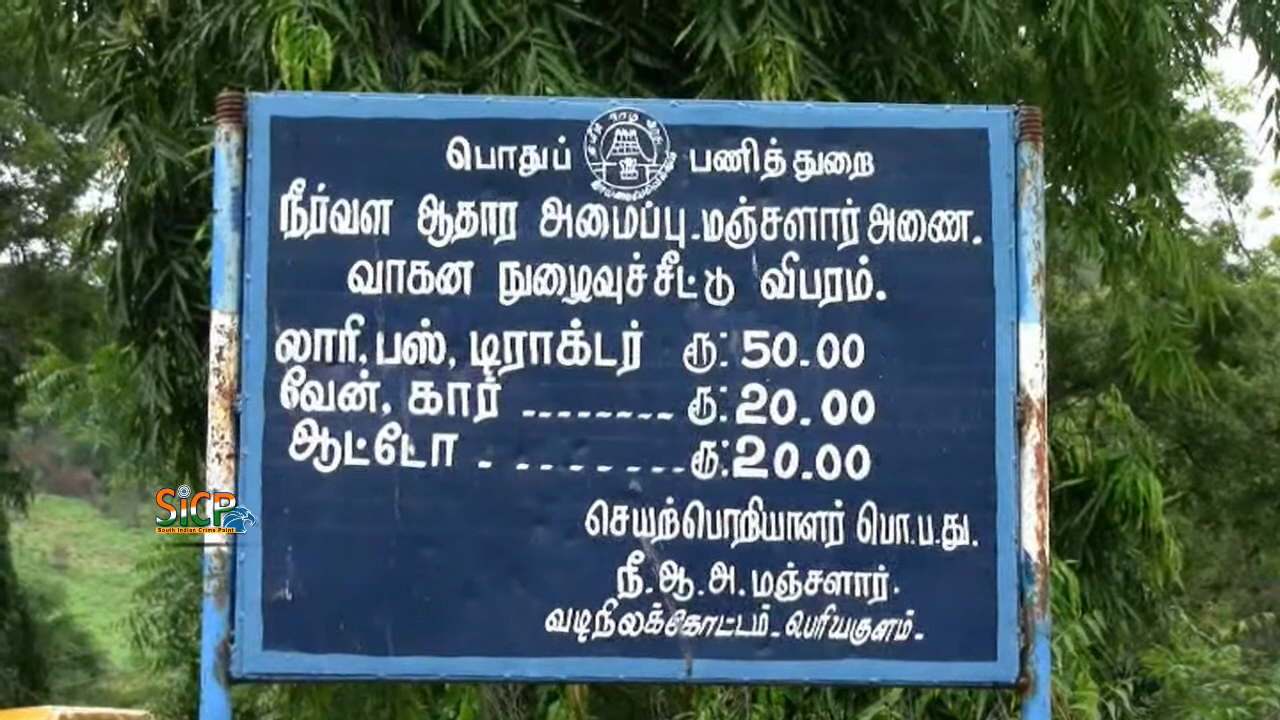 பொதுப் பணித்துறை
நீர்வள ஆதார அமைப்பு-மஞ்சளார் அணை.
வாகன நுழைவுச்சீட்டு விபரம்.
லாரி, பஸ், டிராக்டர் ரூ: 50.00
வேன், கார் -------- ரூ: 20.00
ஆட்டோ - -------- ரூ: 20.00
செயற்பொறியாளர் பொ.ப.து.
நீ.ஆ.அ. மஞ்சளார்.
வடிநிலக்கோட்டம்-பெரியகுளம்.
SiCP
South Indian Crime Point